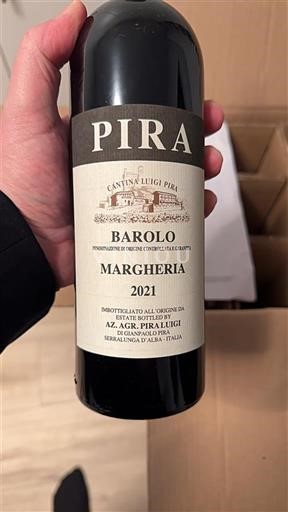 PIRA
CANTINA LUIGI PIRA
BAROLO
DENOMINAZIONE DI ORIGINE CONTROLLATA E GARANTITA
MARGHERIA
2021
IMBOTTIGLIATO ALL'ORIGINE DA
ESTATE BOTTLED BY
AZ. AGR. PIRA LUIGI
DI GIANPAOLO PIRA
SERRALUNGA D'ALBA - ITALIA